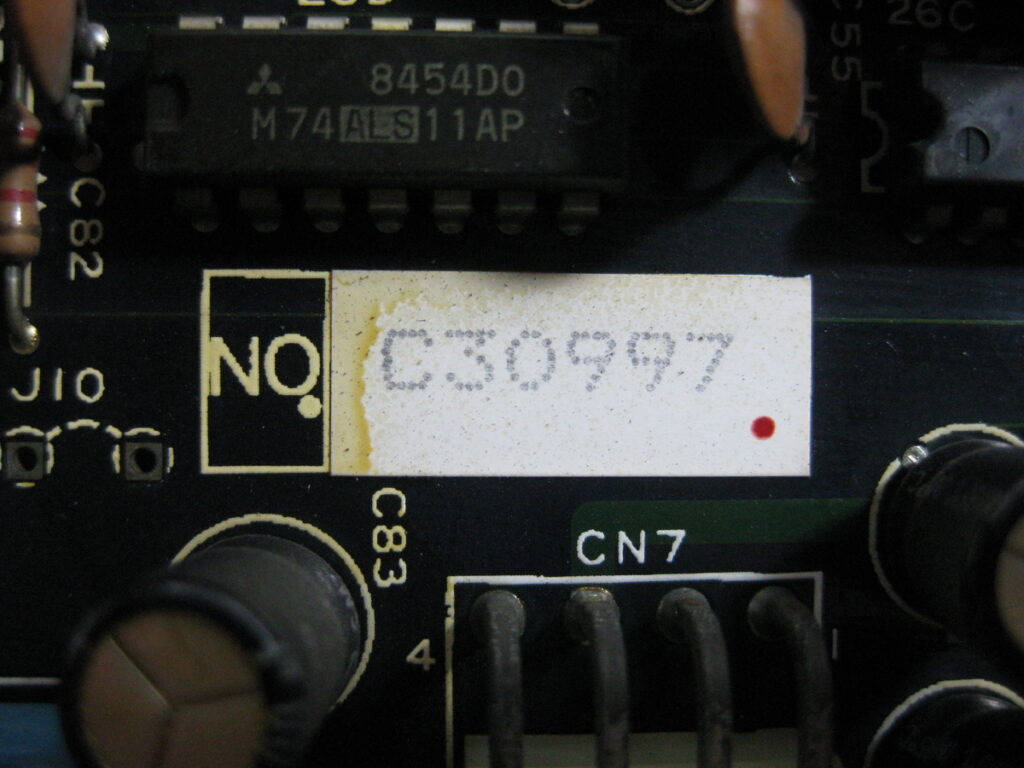 26C
C55
8454D0
M74ALS11AP
C82
NO.
C30997
J10
C83
CN7
4
1